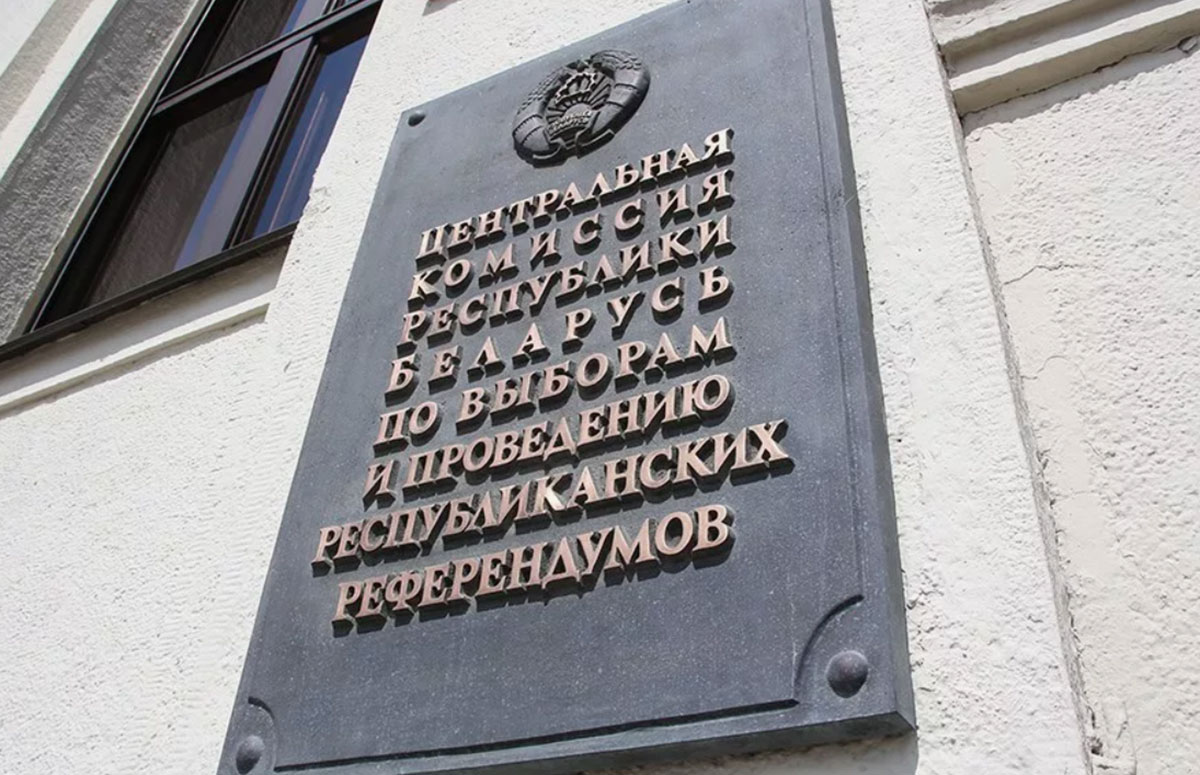 ЦЕНТРАЛЬНАЯ
КОМИССИЯ
РЕСПУБЛИКИ
БЕЛАРУСЬ
ПО ВЫБОРАМ
И ПРОВЕДЕНИЮ
РЕСПУБЛИКАНСКИХ
РЕФЕРЕНДУМОВ